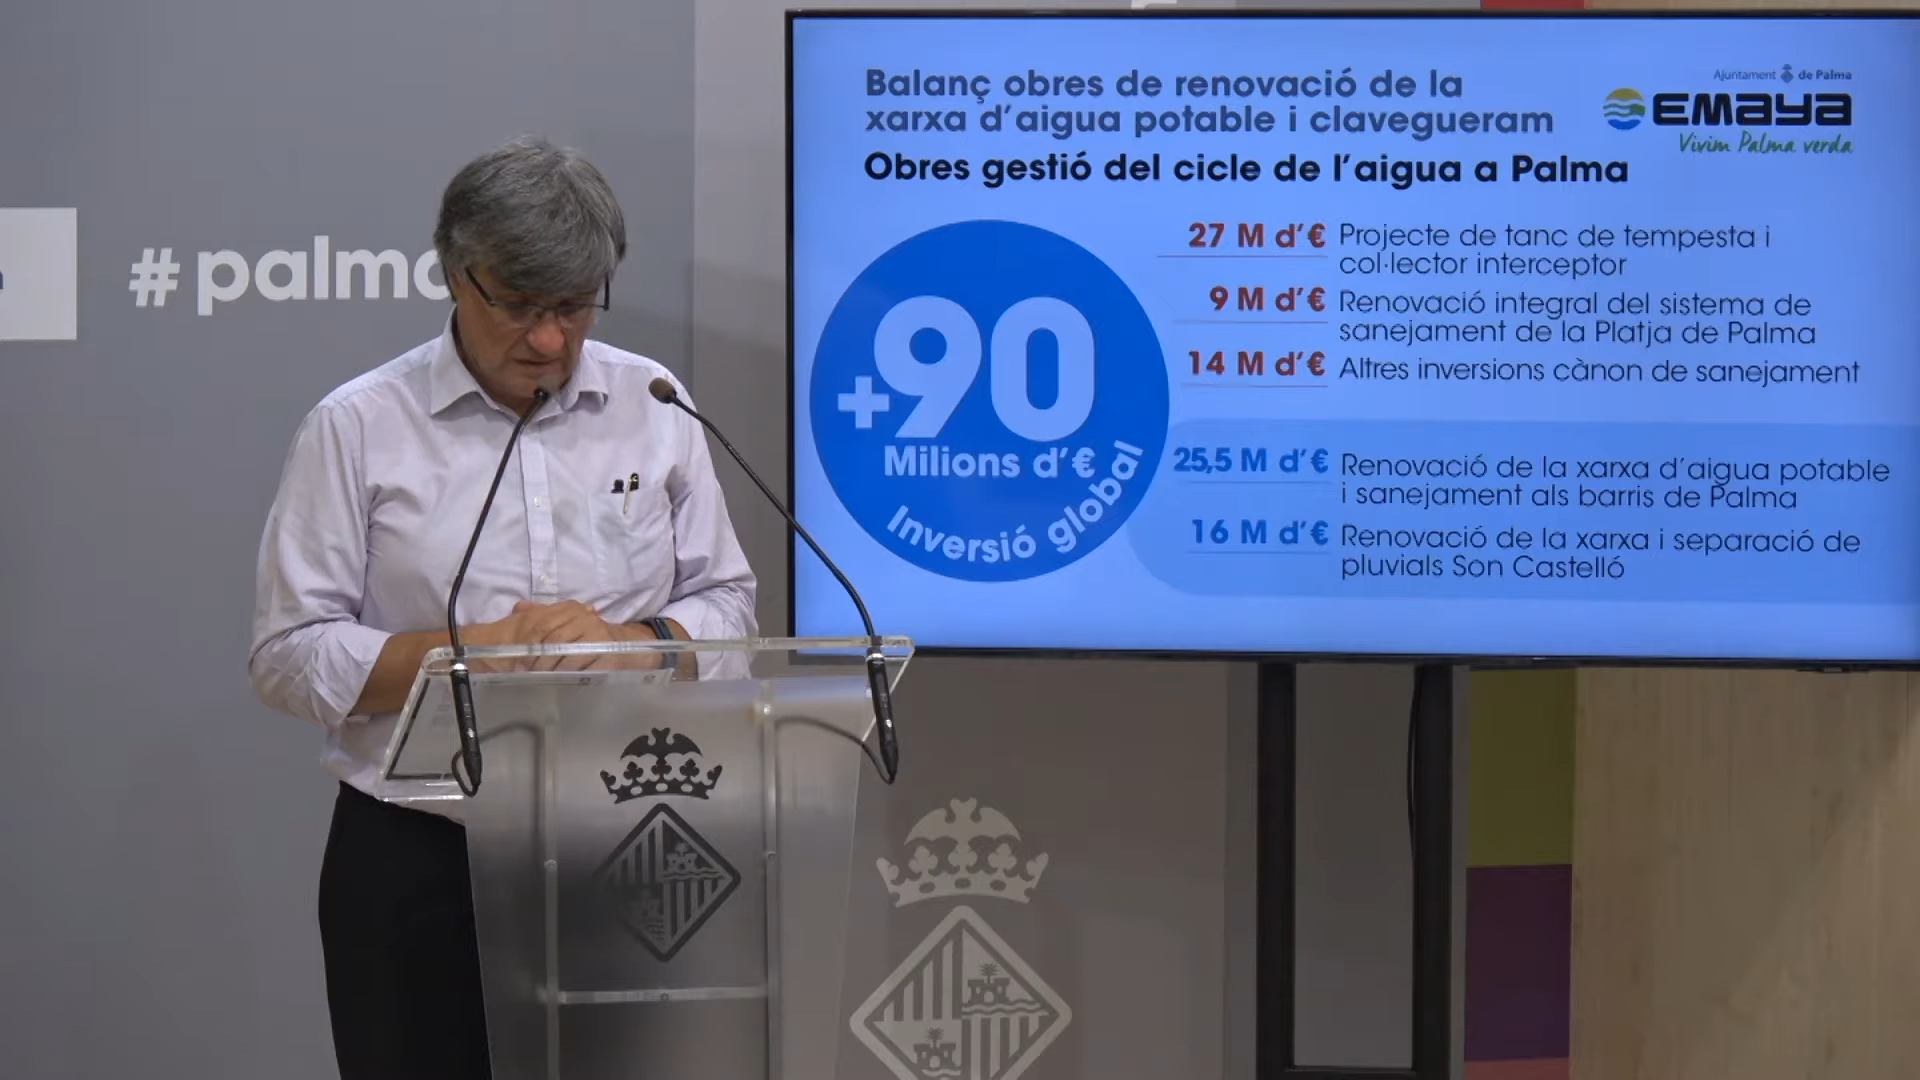 #palma
Balanç obres de renovació de la
xarxa d'aigua potable i clavegueram
Obres gestió del cicle de l'aigua a Palma
Ajuntament de Palma
EMAYA
Vivim Palma verda
+90
Milions d'€
Inversió global
27 M d'€ Projecte de tanc de tempesta i
col·lector interceptor
9 M d'€ Renovació integral del sistema de
sanejament de la Platja de Palma
14 M d'€ Altres inversions cànon de sanejament
25,5 M d'€ Renovació de la xarxa d'aigua potable
i sanejament als barris de Palma
16 M d'€ Renovació de la xarxa i separació de
pluvials Son Castelló